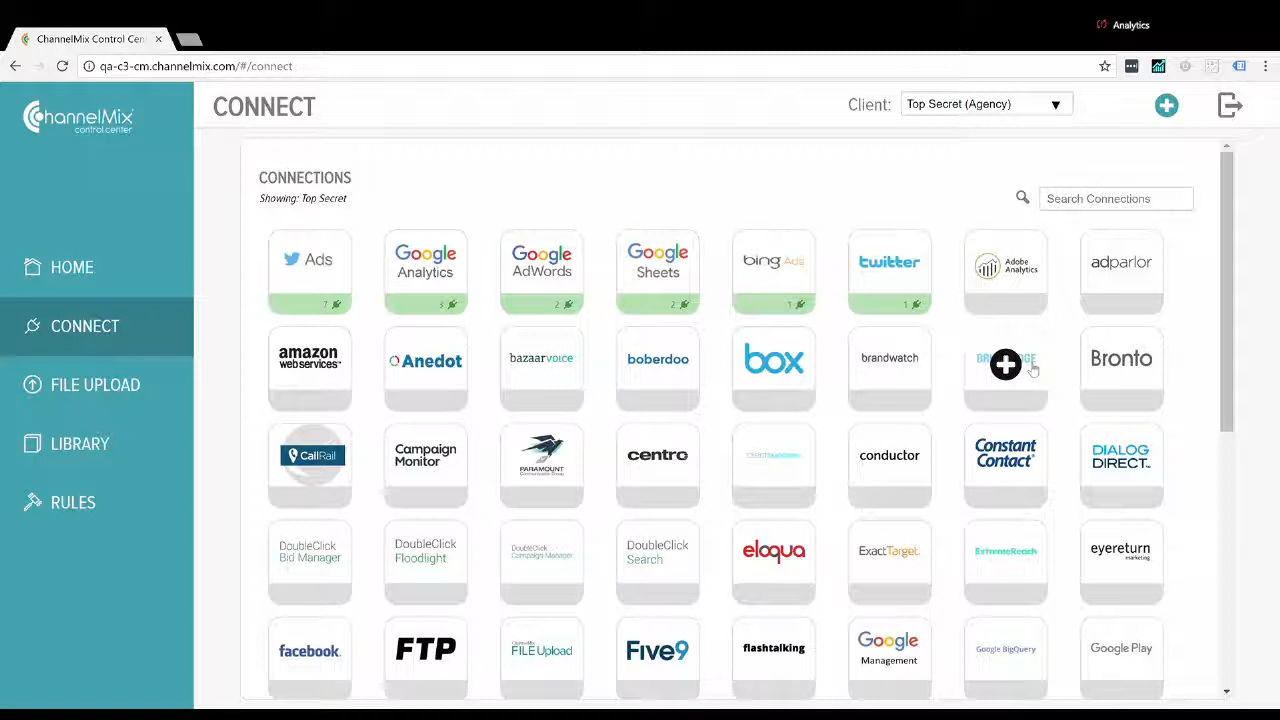 Analytics
ChannelMix Control Cen
qa-c3-cm.channelmix.com/#/connect
channelMix
control.center
CONNECT
Client:
Top Secret (Agency)
HOME
CONNECT
FILE UPLOAD
LIBRARY
RULES
CONNECTIONS
Showing: Top Secret
Search Connections
Ads
Google Analytics
Google AdWords
Google Sheets
bing Ads
twitter
Adobe Analytics
adparlor
7
3
2
2
1
1
amazon webservices
Anedot
bazaarvoice
boberdoo
box
brandwatch
Bronto
CallRail
Campaign Monitor
PARAMOUNT
centro
conductor
Constant Contact
DIALOG DIRECT
DoubleClick Bid Manager
DoubleClick Floodlight
DoubleClick Campaign Manager
DoubleClick Search
eloqua
ExactTarget.
ExtremeReach
eyereturn marketing
facebook.
FTP
ChannelMix FILE Upload
Five9
flashtalking
Google Management
Google BigQuery
Google Play